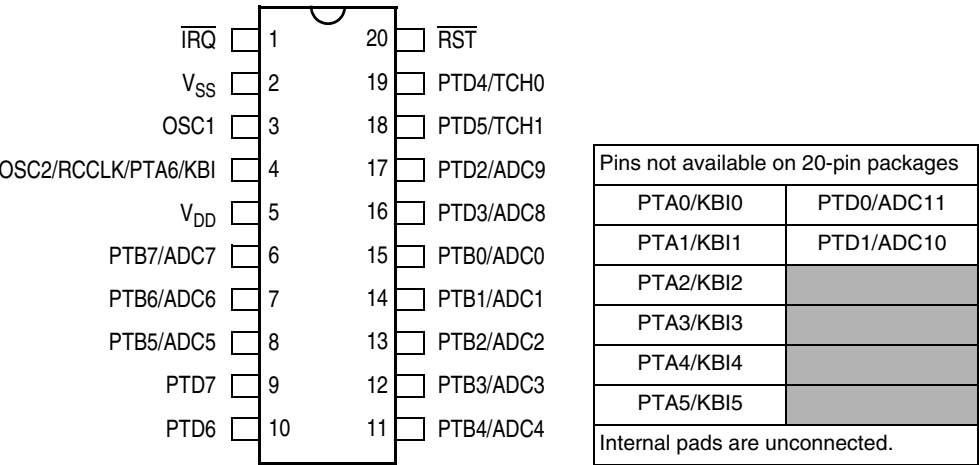 IRQ 1 20 RST
VSS 2 19 PTD4/TCH0
OSC1 3 18 PTD5/TCH1
OSC2/RCCLK/PTA6/KBI 4 17 PTD2/ADC9
VDD 5 16 PTD3/ADC8
PTB7/ADC7 6 15 PTB0/ADC0
PTB6/ADC6 7 14 PTB1/ADC1
PTB5/ADC5 8 13 PTB2/ADC2
PTD7 9 12 PTB3/ADC3
PTD6 10 11 PTB4/ADC4
Pins not available on 20-pin packages
PTA0/KBI0 PTD0/ADC11
PTA1/KBI1 PTD1/ADC10
PTA2/KBI2
PTA3/KBI3
PTA4/KBI4
PTA5/KBI5
Internal pads are unconnected.